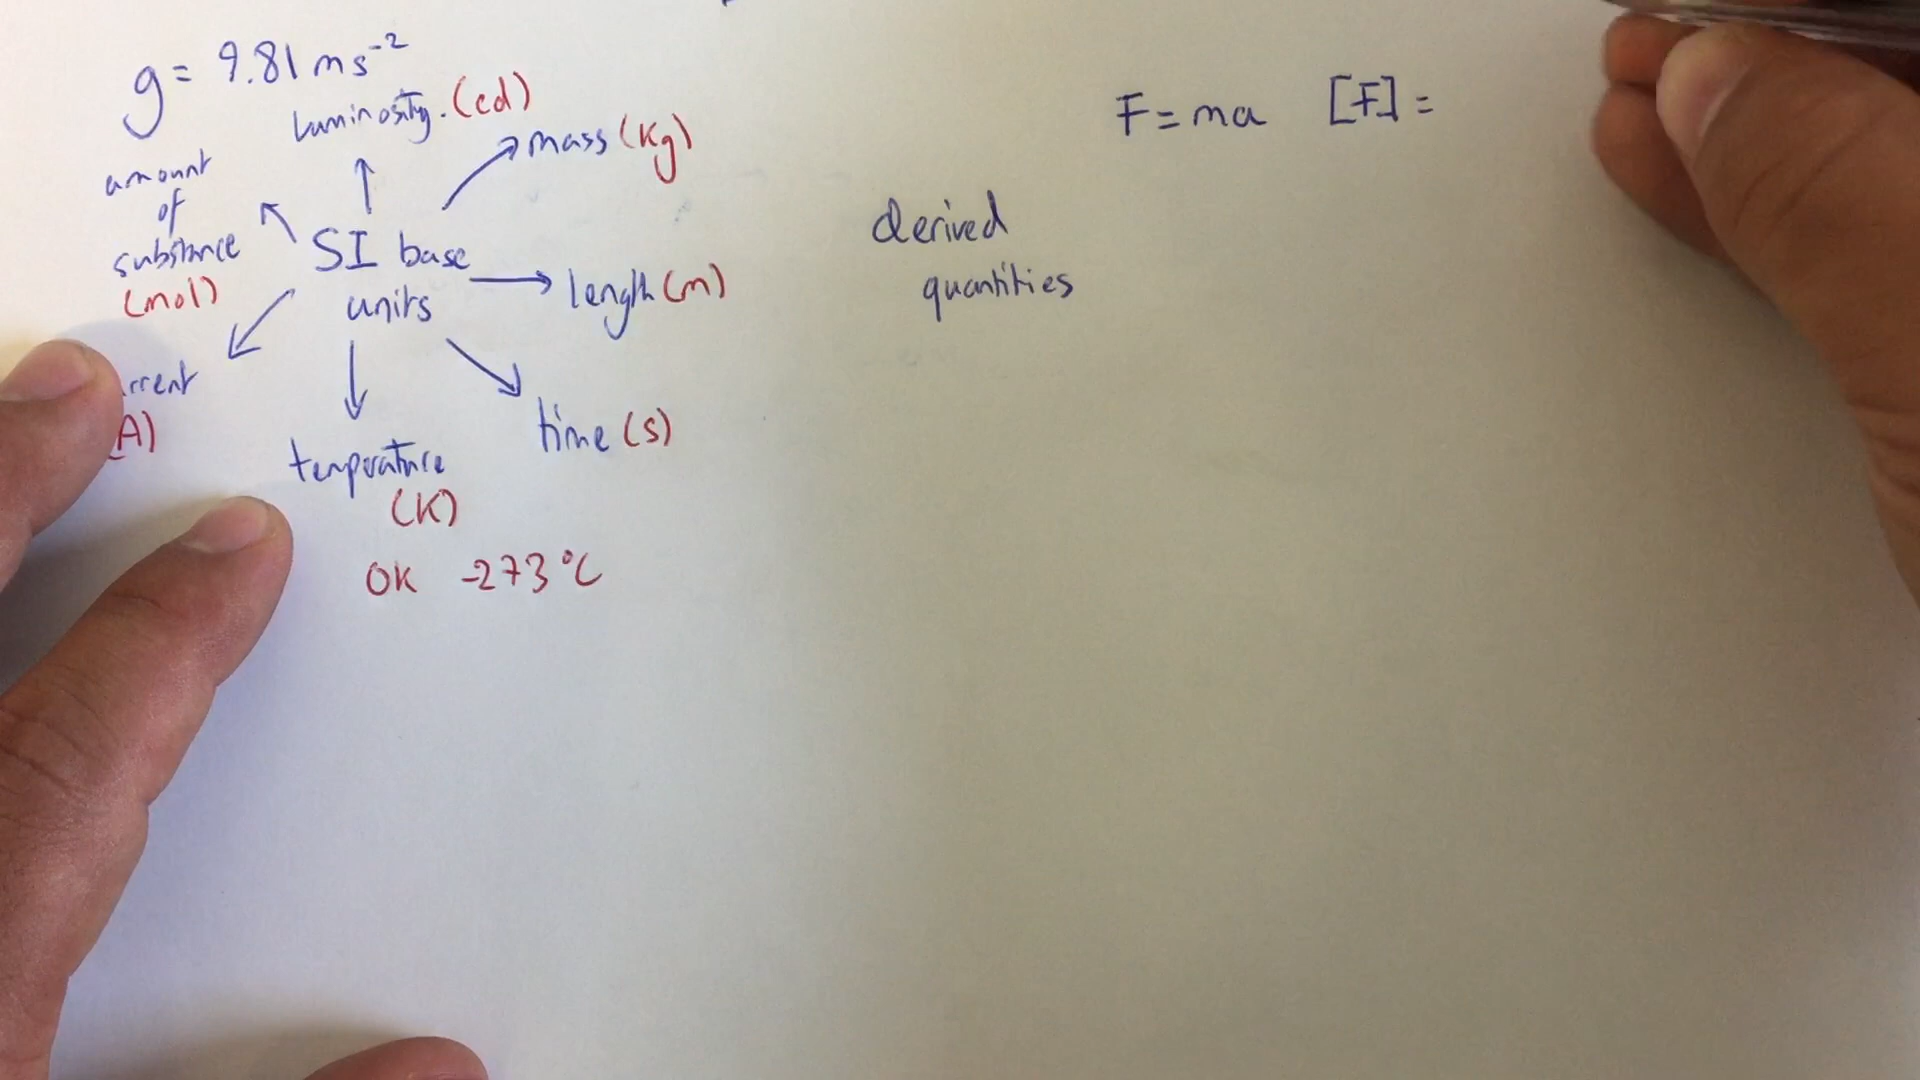 g = 9.81 ms⁻²
luminosity. (cd)
mass (kg)
amount
of
substance
(mol)
SI base
units
length (m)
rrent
(A)
temperature
(K)
time (s)
0K -273°C
F = ma [F] =
derived
quantities